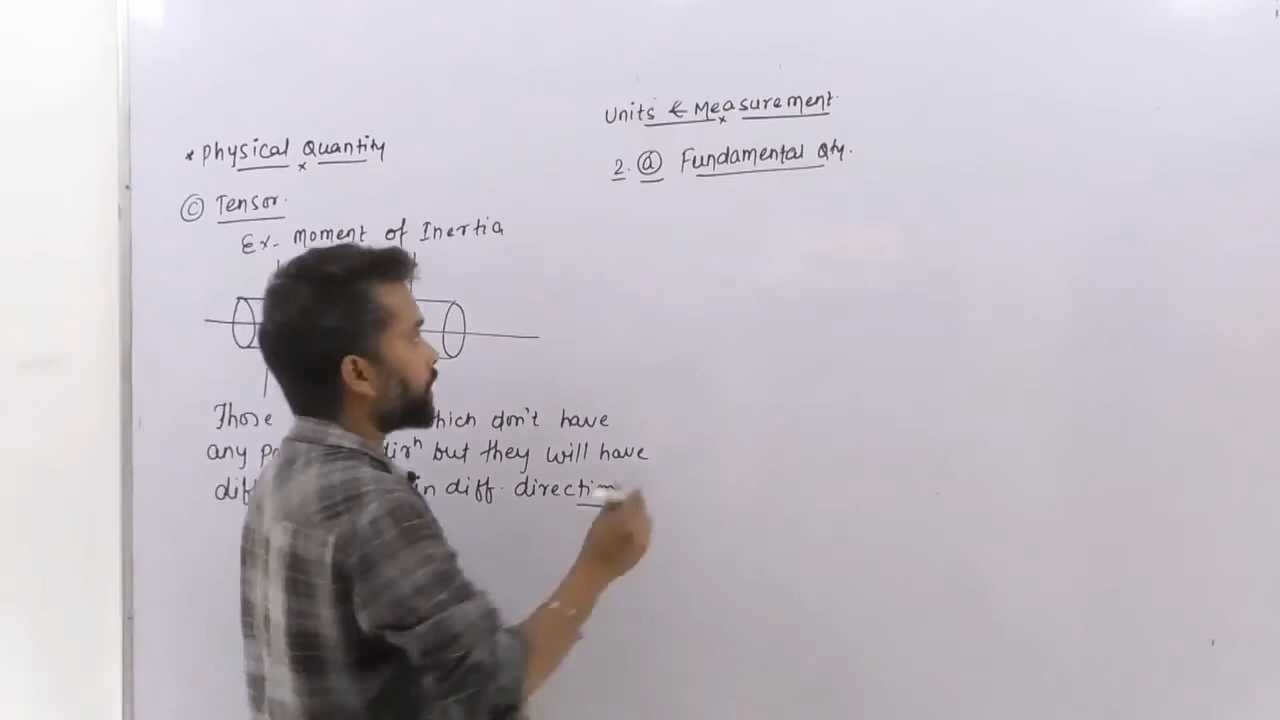 Units & Measurement
* Physical Quantity
2. ⓐ Fundamental Qty.
ⓒ Tensor.
Ex- Moment of Inertia
Those which don't have
any dirⁿ but they will have
in diff. direction